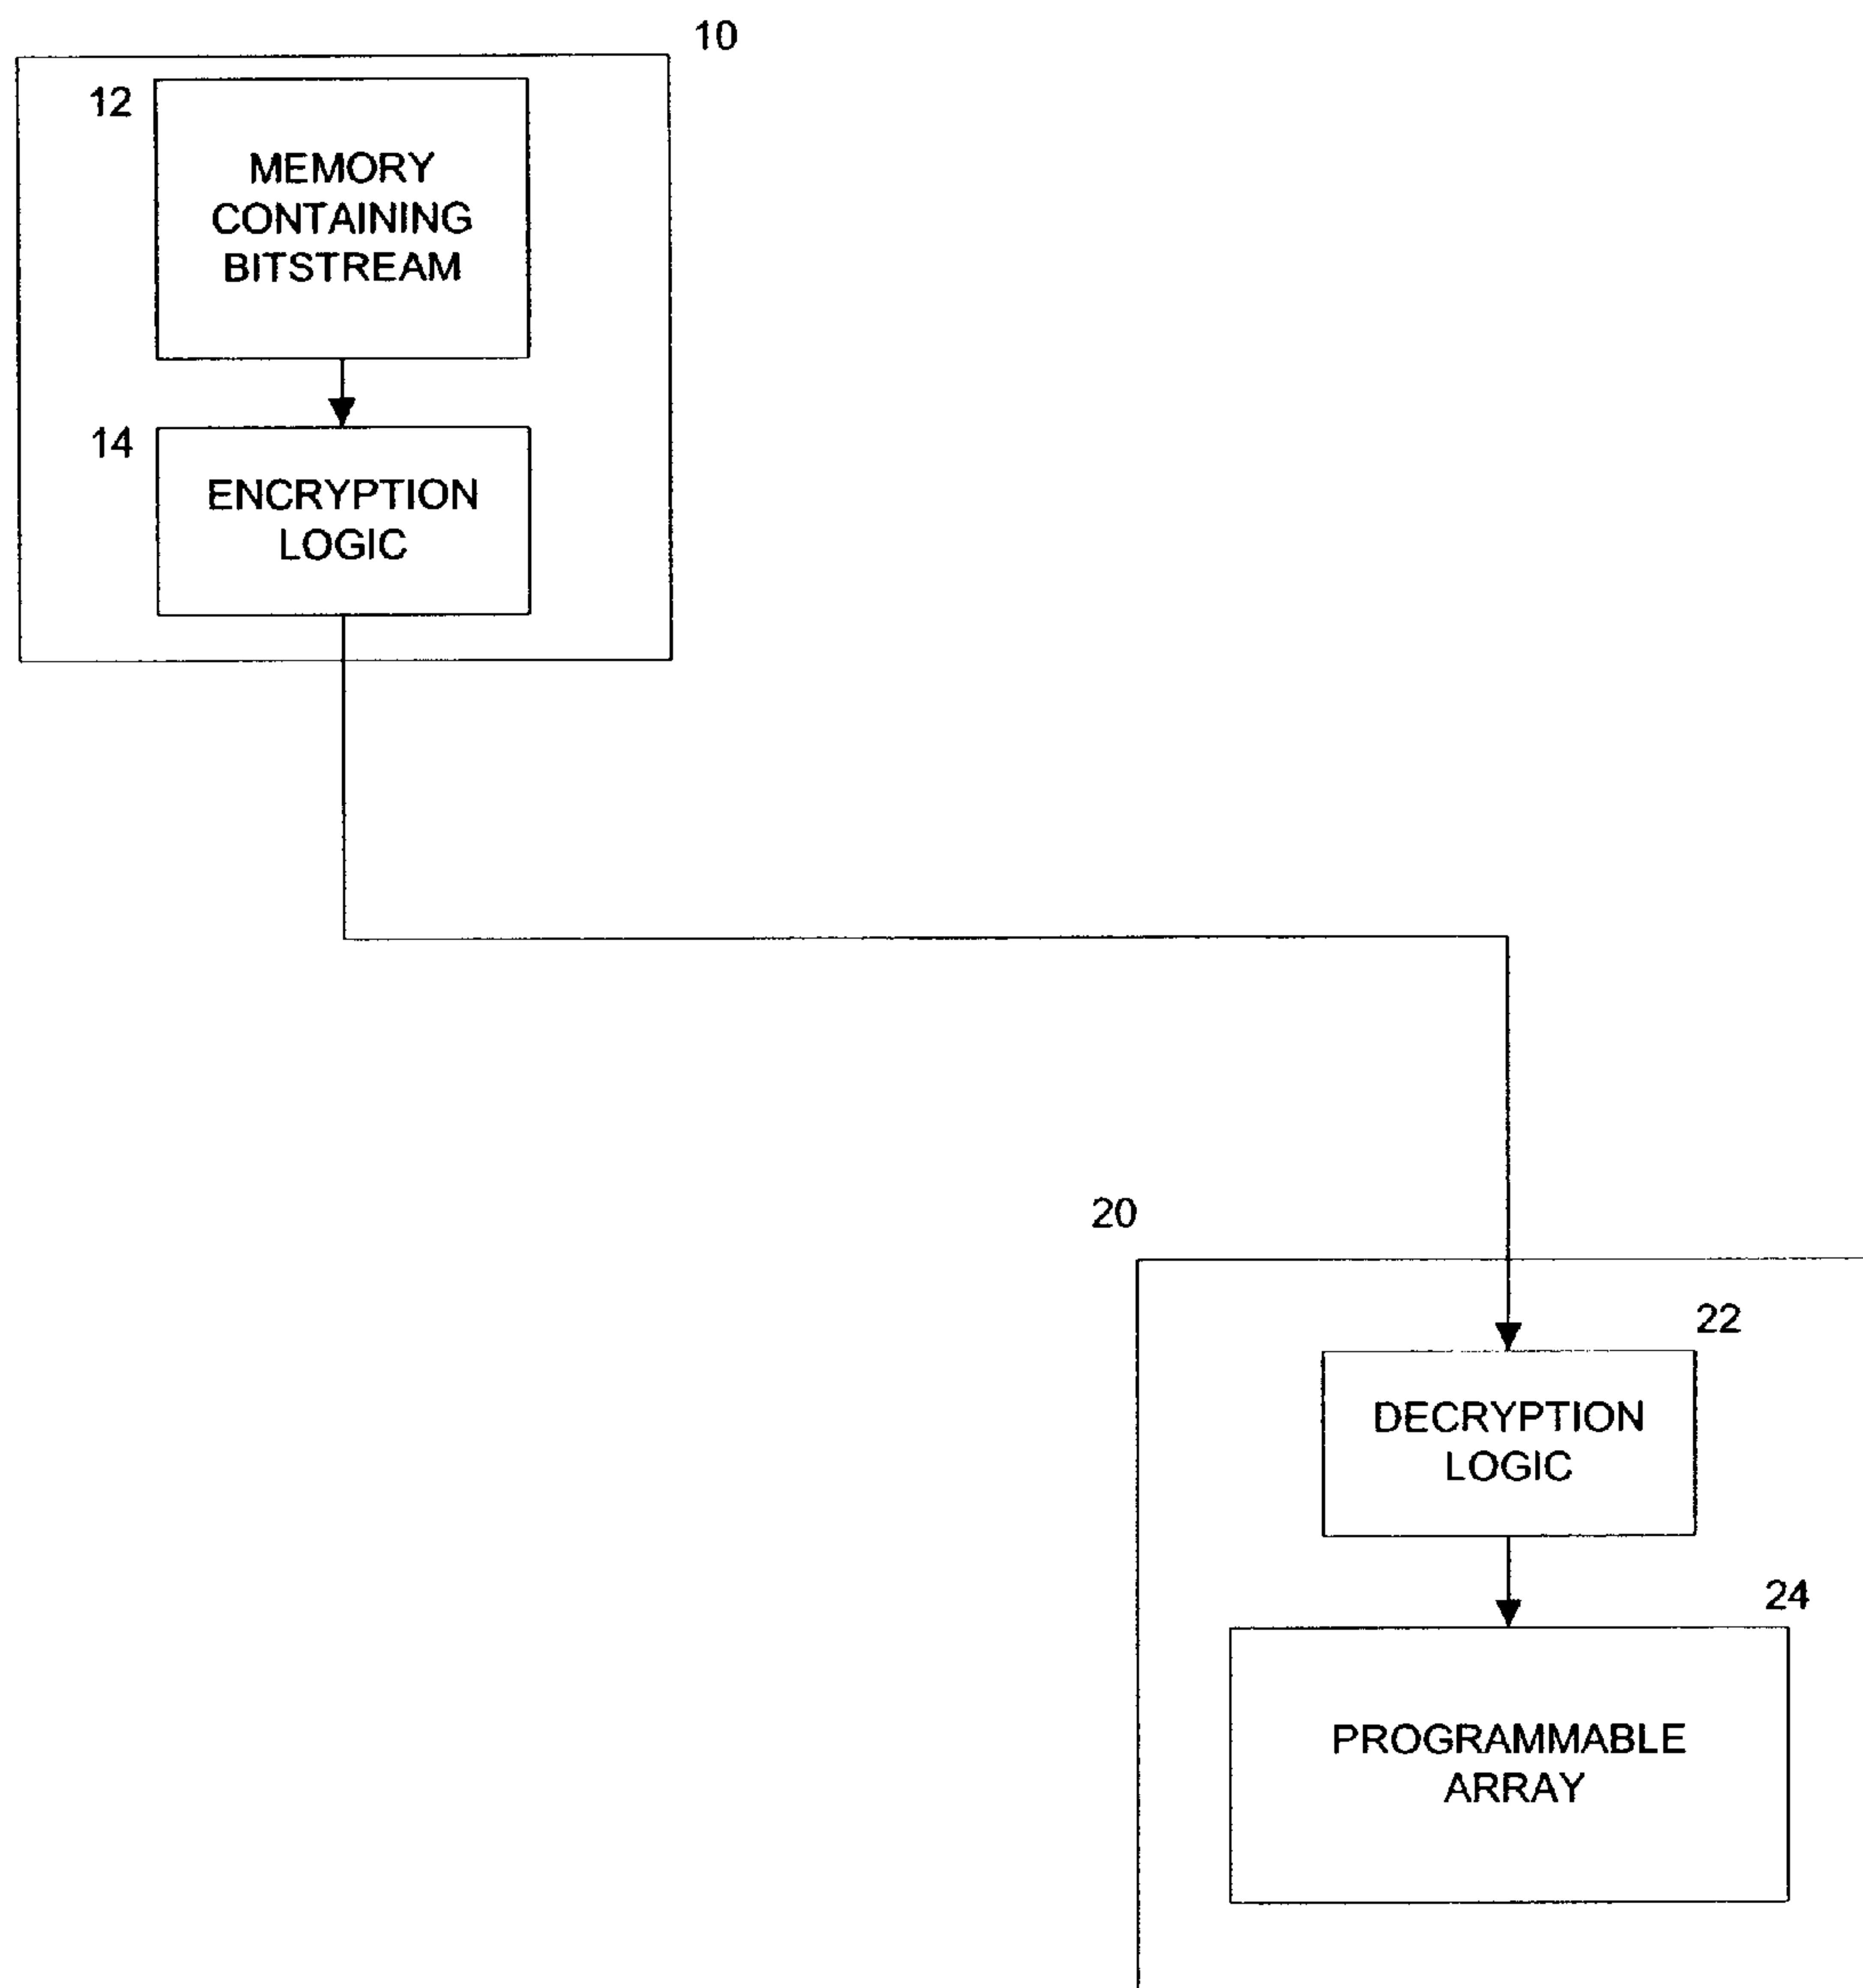 10
12
MEMORY
CONTAINING
BITSTREAM
14
ENCRYPTION
LOGIC
20
22
DECRYPTION
LOGIC
24
PROGRAMMABLE
ARRAY